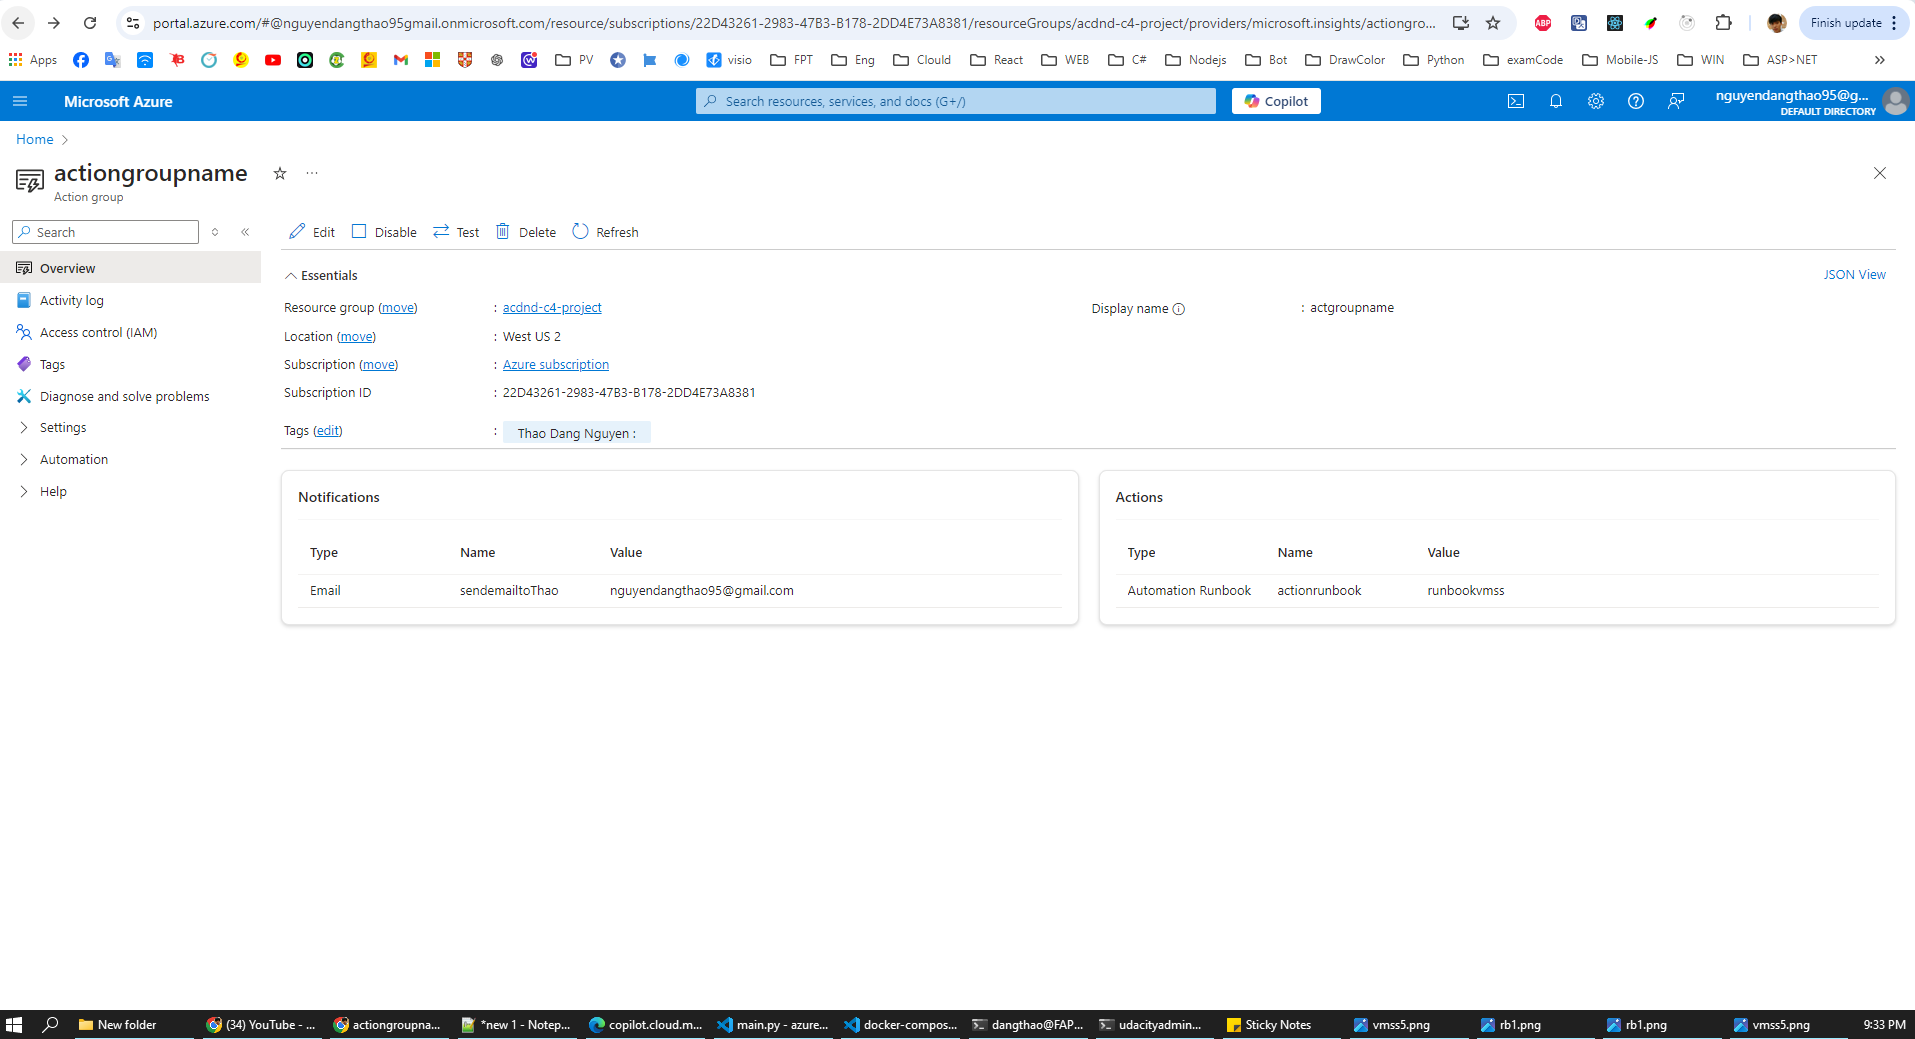 portal.azure.com/#@nguyendangthao95gmail.onmicrosoft.com/resource/subscriptions/22D43261-2983-47B3-B178-2DD4E73A8381/resourceGroups/acdnd-c4-project/providers/microsoft.insights/actiongro...
ABP
Finish update
Apps
PV
visio
FPT
Eng
Clould
React
WEB
C#
Nodejs
Bot
DrawColor
Python
examCode
Mobile-JS
WIN
ASP>NET
Microsoft Azure
Search resources, services, and docs (G+/)
Copilot
nguyendangthao95@g...
DEFAULT DIRECTORY
Home
actiongroupname
Action group
Search
Overview
Activity log
Access control (IAM)
Tags
Diagnose and solve problems
Settings
Automation
Help
Edit
Disable
Test
Delete
Refresh
Essentials
JSON View
Resource group (move) : acdnd-c4-project
Display name : actgroupname
Location (move) : West US 2
Subscription (move) : Azure subscription
Subscription ID : 22D43261-2983-47B3-B178-2DD4E73A8381
Tags (edit) : Thao Dang Nguyen :
Notifications
Type Name Value
Email sendemailtoThao nguyendangthao95@gmail.com
Actions
Type Name Value
Automation Runbook actionrunbook runbookvmss
New folder
(34) YouTube - ...
actiongroupna...
*new 1 - Notep...
copilot.cloud.m...
main.py - azure...
docker-compos...
dangthao@FAP...
udacityadmin...
Sticky Notes
vmss5.png
rb1.png
rb1.png
vmss5.png
9:33 PM